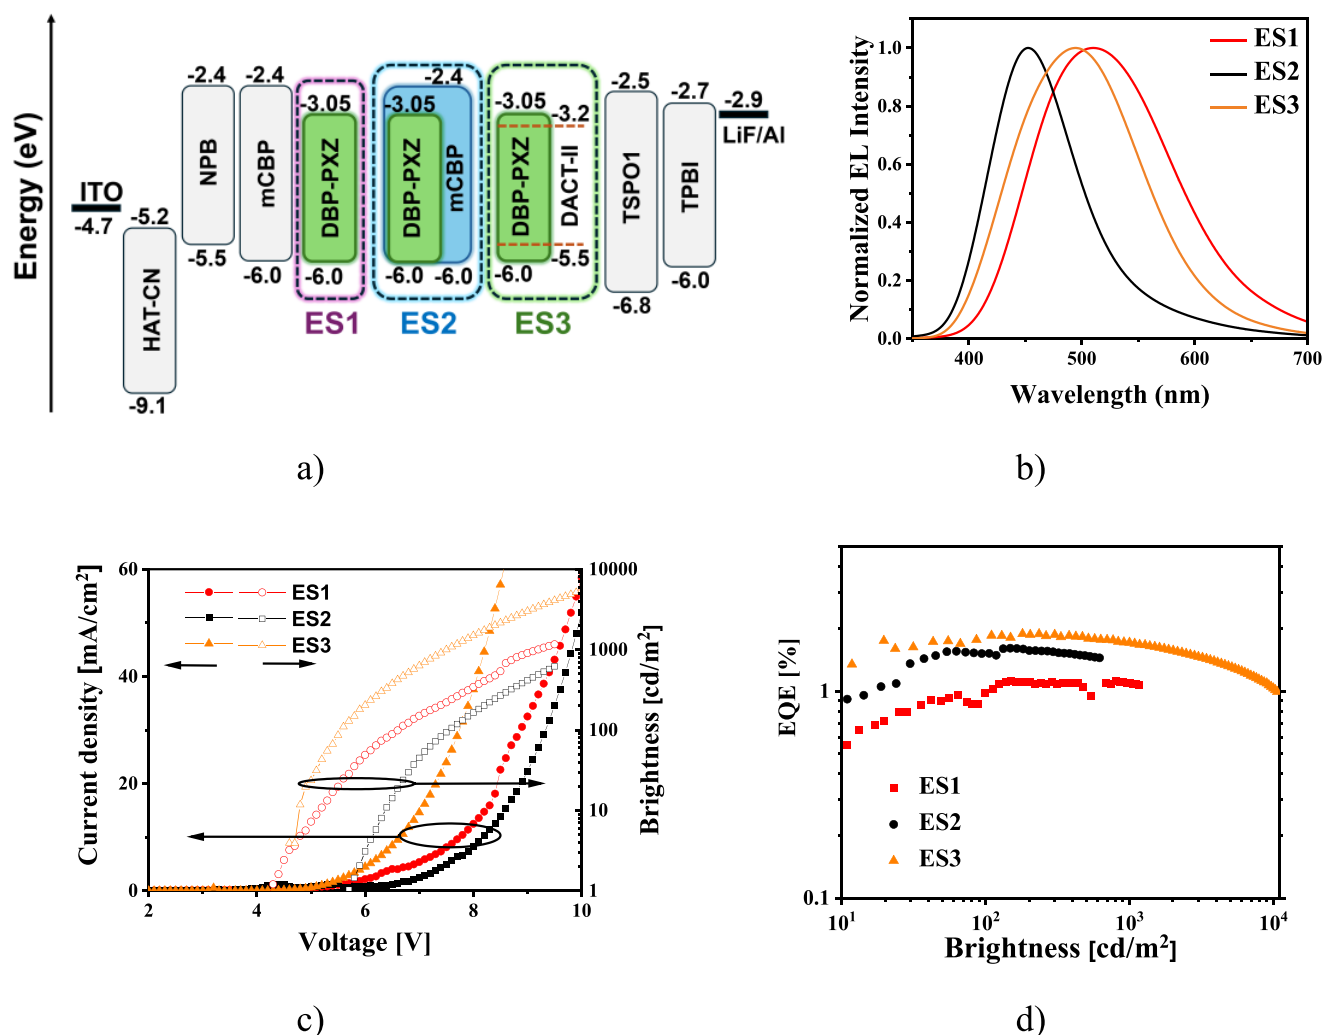 Energy (eV)
-2.4
-2.4
-2.4
-2.5
-2.7
-2.9
-3.05
-3.05
-3.05
-3.2
LiF/Al
ITO
-4.7
-5.2
NPB
mCBP
DBP-PXZ
DBP-PXZ
mCBP
DBP-PXZ
DACT-II
TSPO1
TPBI
HAT-CN
-5.5
-6.0
-6.0
-6.0
-6.0
-6.0
-5.5
-6.8
-6.0
-9.1
ES1
ES2
ES3
a)
Normalized EL Intensity
1.0
0.8
0.6
0.4
0.2
0.0
400
500
600
700
Wavelength (nm)
ES1
ES2
ES3
b)
Current density [mA/cm2]
60
40
20
0
2
4
6
8
10
Voltage [V]
10000
1000
100
10
1
Brightness [cd/m2]
ES1
ES2
ES3
c)
EQE [%]
1
0.1
101
102
103
104
Brightness [cd/m2]
ES1
ES2
ES3
d)